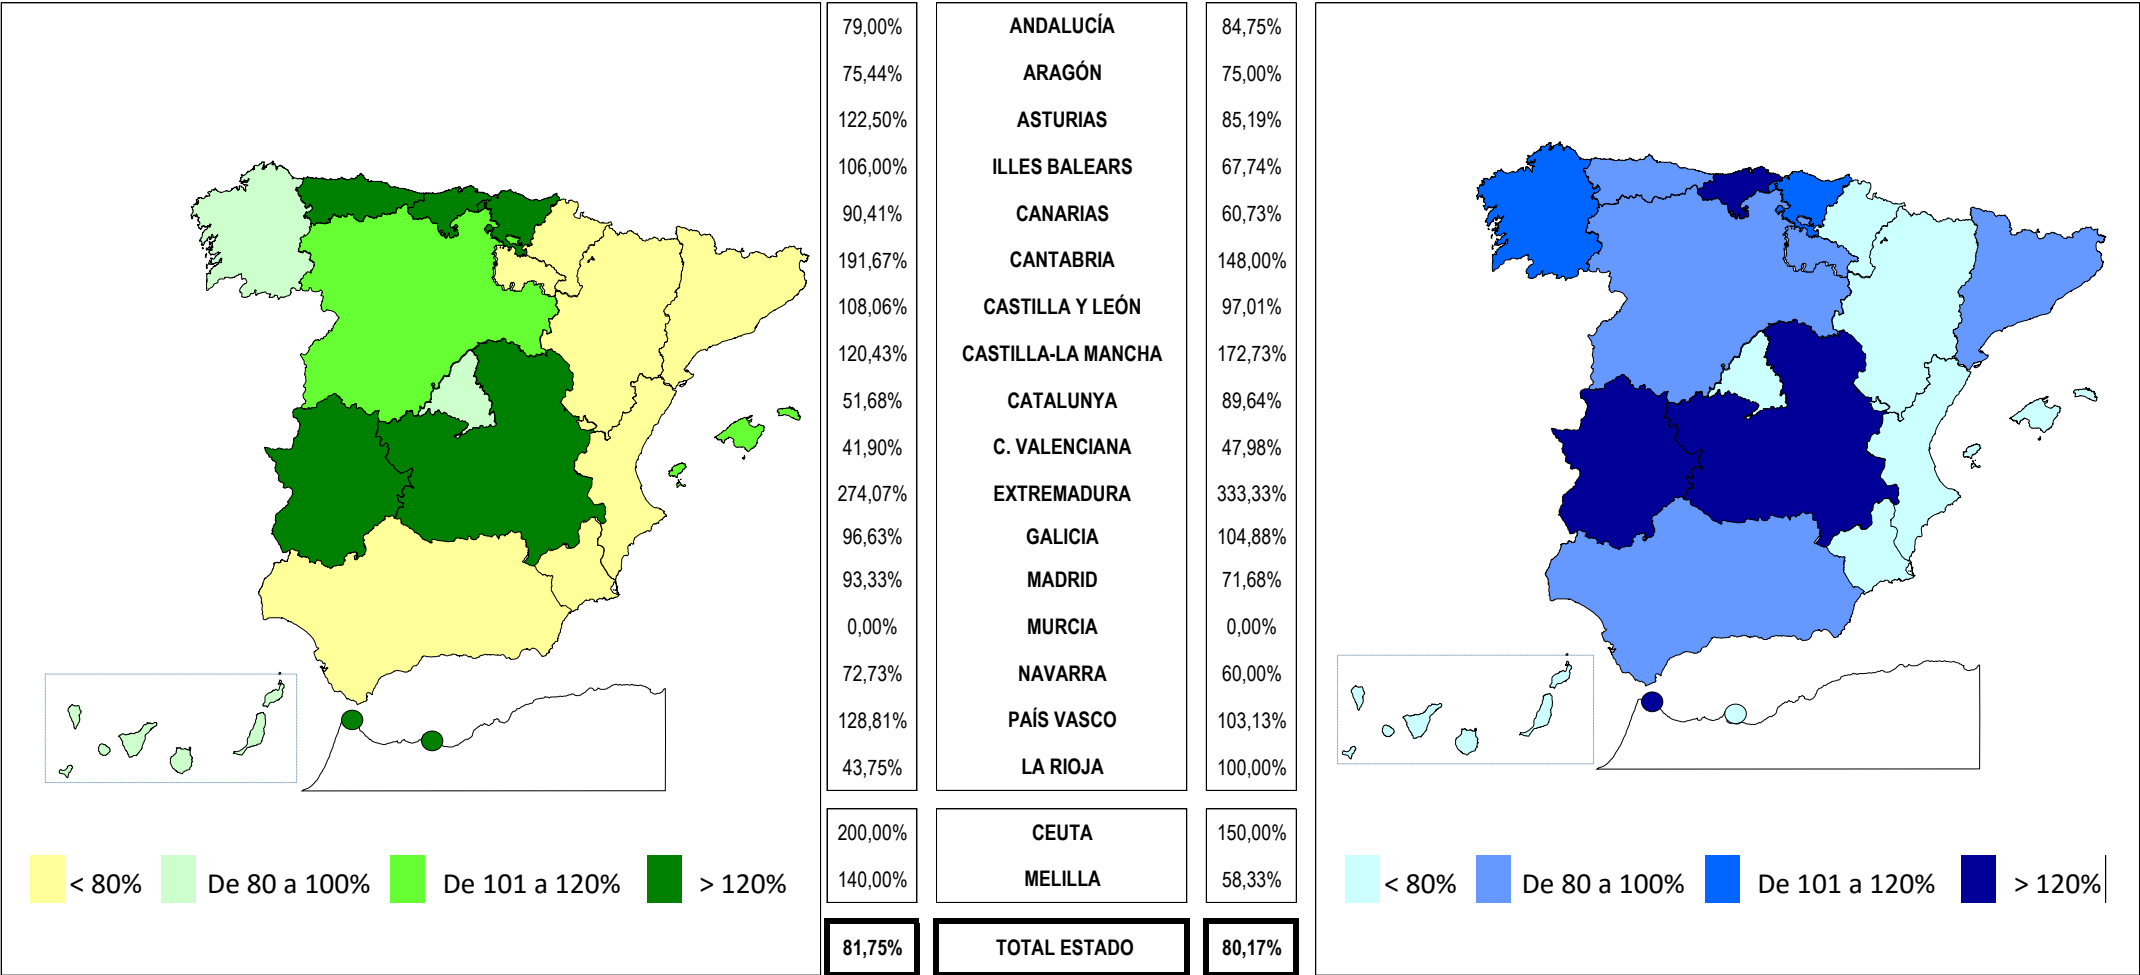 79,00% ANDALUCÍA 84,75%
75,44% ARAGÓN 75,00%
122,50% ASTURIAS 85,19%
106,00% ILLES BALEARS 67,74%
90,41% CANARIAS 60,73%
191,67% CANTABRIA 148,00%
108,06% CASTILLA Y LEÓN 97,01%
120,43% CASTILLA-LA MANCHA 172,73%
51,68% CATALUNYA 89,64%
41,90% C. VALENCIANA 47,98%
274,07% EXTREMADURA 333,33%
96,63% GALICIA 104,88%
93,33% MADRID 71,68%
0,00% MURCIA 0,00%
72,73% NAVARRA 60,00%
128,81% PAÍS VASCO 103,13%
43,75% LA RIOJA 100,00%
200,00% CEUTA 150,00%
140,00% MELILLA 58,33%
81,75% TOTAL ESTADO 80,17%
< 80% De 80 a 100% De 101 a 120% > 120%
< 80% De 80 a 100% De 101 a 120% > 120%